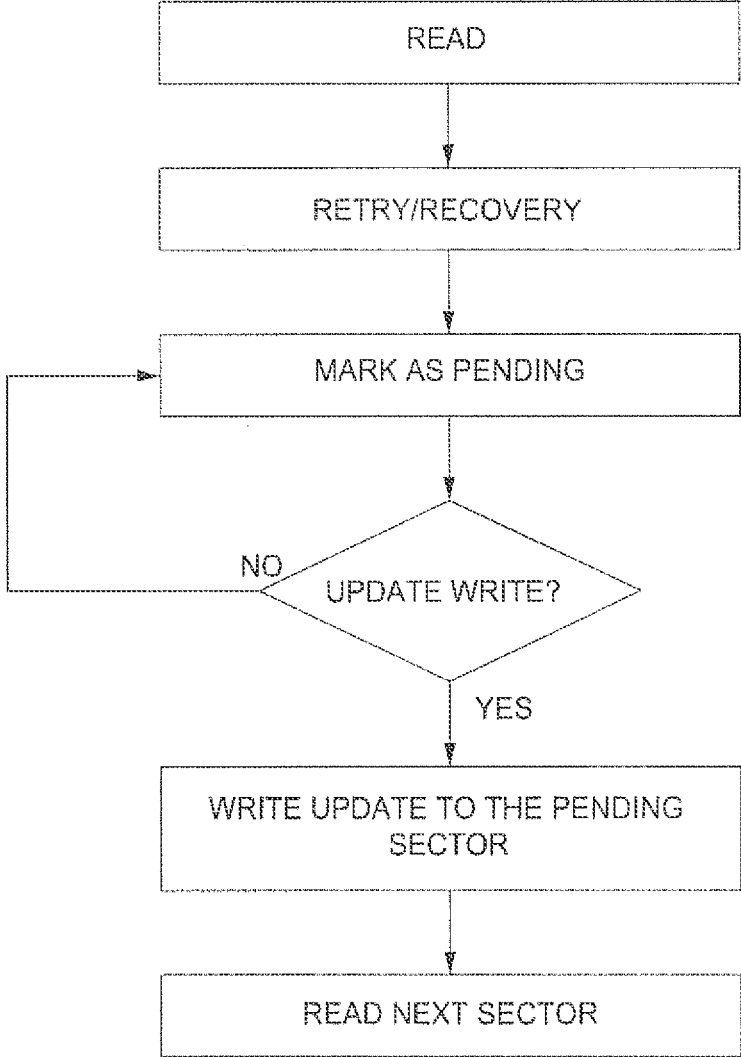 READ
RETRY/RECOVERY
MARK AS PENDING
NO
UPDATE WRITE?
YES
WRITE UPDATE TO THE PENDING
SECTOR
READ NEXT SECTOR